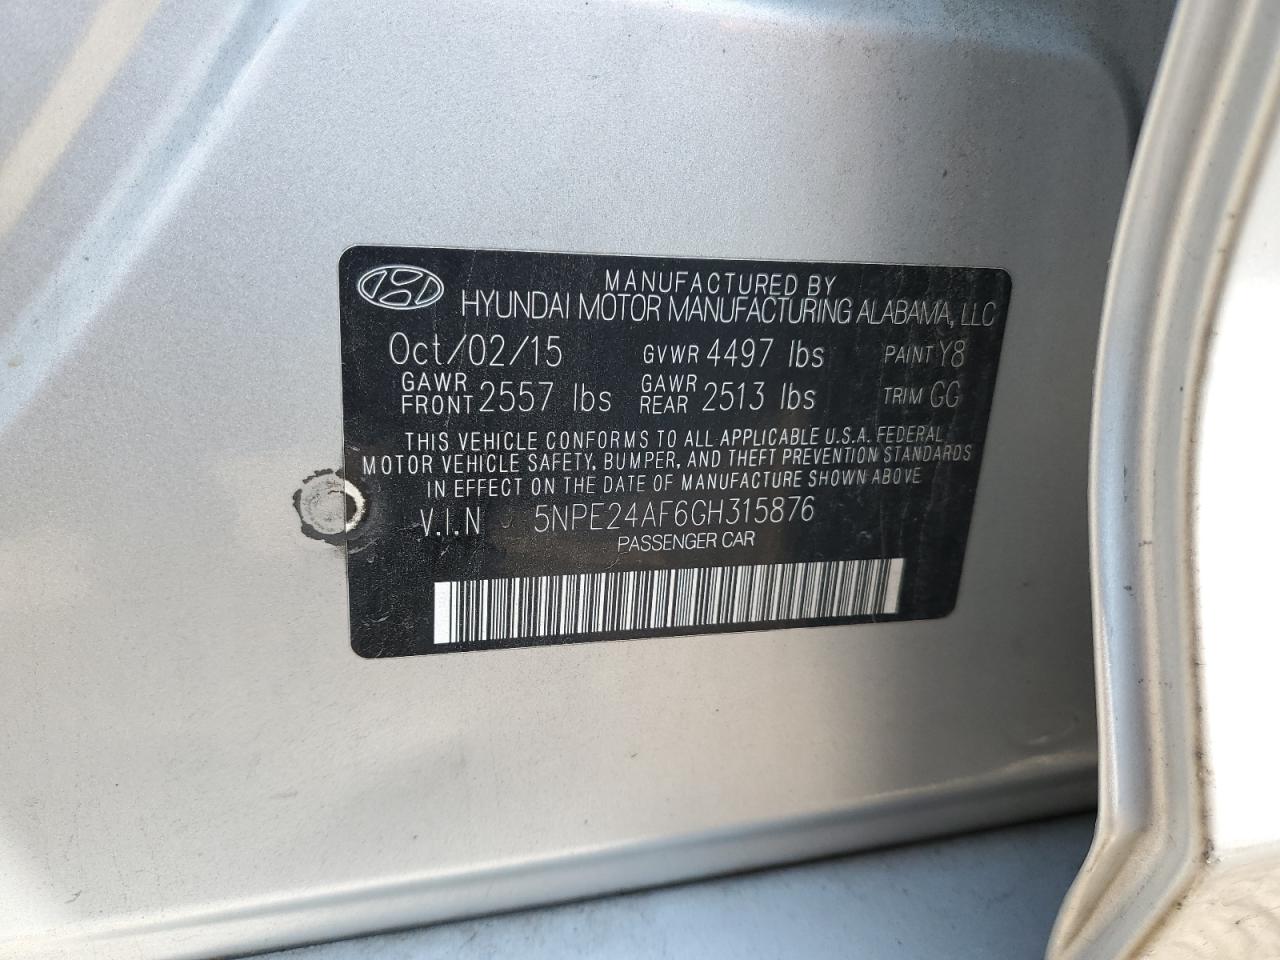 MANUFACTURED BY
HYUNDAI MOTOR MANUFACTURING ALABAMA, LLC
Oct/02/15 GVWR 4497 lbs PAINT Y8
GAWR FRONT 2557 lbs GAWR REAR 2513 lbs TRIM GG
THIS VEHICLE CONFORMS TO ALL APPLICABLE U.S.A. FEDERAL
MOTOR VEHICLE SAFETY, BUMPER, AND THEFT PREVENTION STANDARDS
IN EFFECT ON THE DATE OF MANUFACTURE SHOWN ABOVE
V.I.N 5NPE24AF6GH315876
PASSENGER CAR